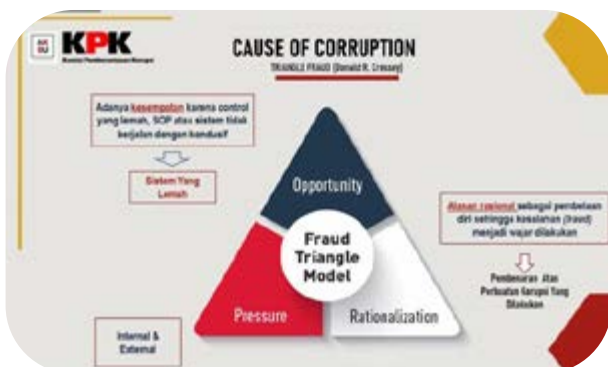 KPK
Komisi Pemberantasan Korupsi
CAUSE OF CORRUPTION
TRIANGLE FRAUD (Donald R. Cressey)
Adanya kesempatan karena control
yang lemah, SOP atau sistem tidak
berjalan dengan kondusif
Sistem Yang
Lemah
Opportunity
Fraud
Triangle
Model
Pressure
Rationalization
Alasan rasional sebagai pembelaan
diri sehingga kesalahan (fraud)
menjadi wajar dilakukan
Pembenaran Atas
Perbuatan Korupsi Yang
Dilakukan
Internal &
External